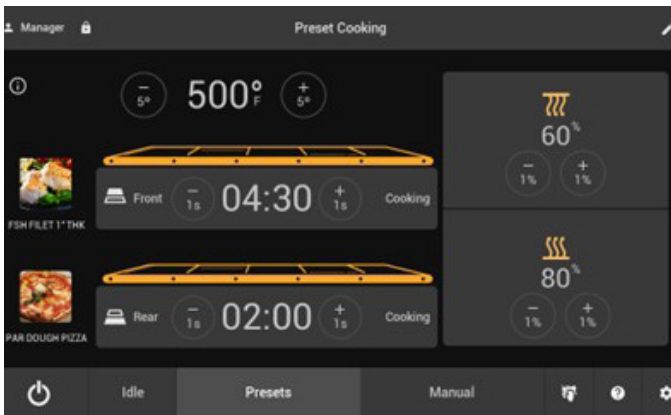 Manager
Preset Cooking
− 5°
500°F
+ 5°
60%
− 1%
+ 1%
Front
− 1s
04:30
+ 1s
Cooking
FSH FILET 1" THK
80%
− 1%
+ 1%
Rear
− 1s
02:00
+ 1s
Cooking
PAR DOUGH PIZZA
Idle
Presets
Manual